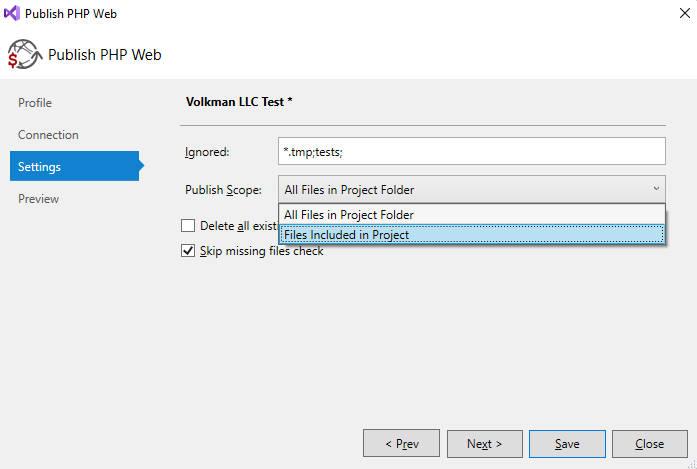 Publish PHP Web
Publish PHP Web
Profile
Connection
Settings
Preview
Volkman LLC Test *
Ignored:
*.tmp;tests;
Publish Scope:
All Files in Project Folder
All Files in Project Folder
Files Included in Project
Delete all existi
Skip missing files check
< Prev
Next >
Save
Close